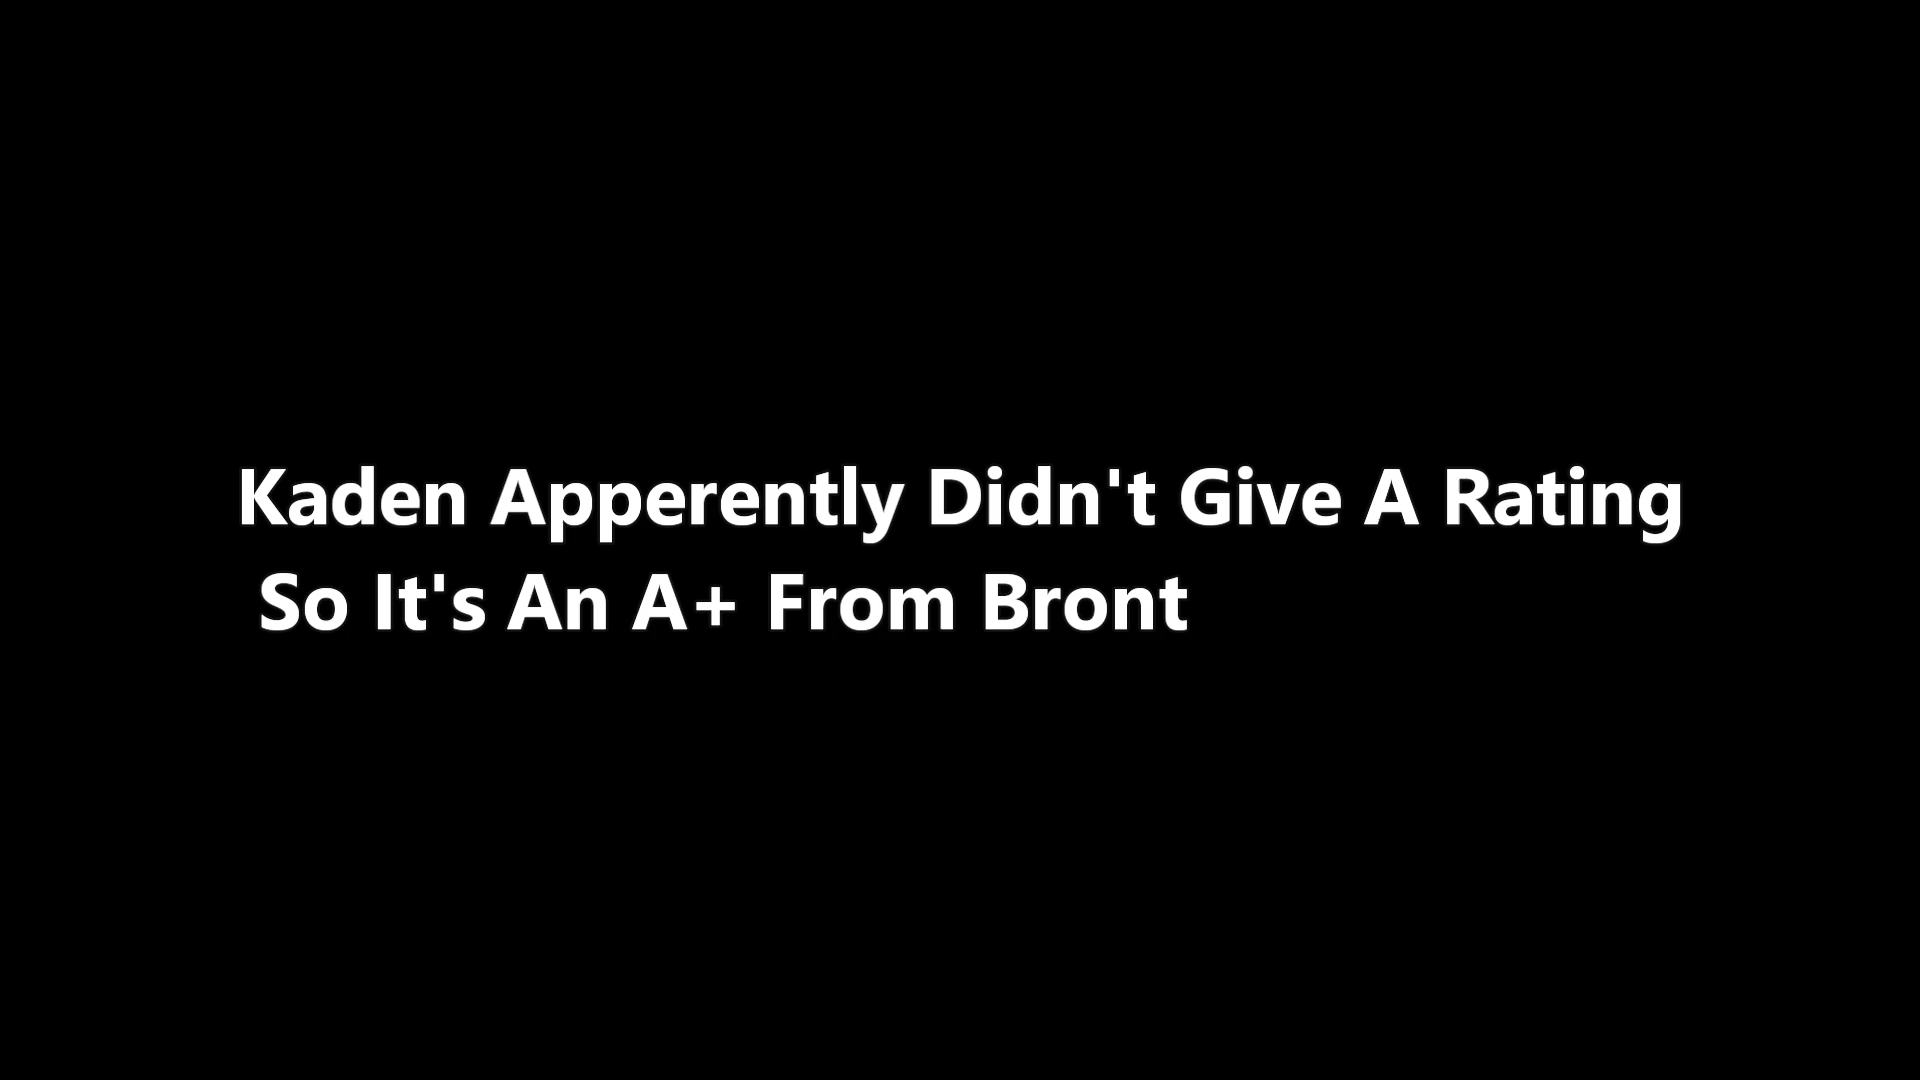 Kaden Apperently Didn't Give A Rating
So It's An A+ From Bront